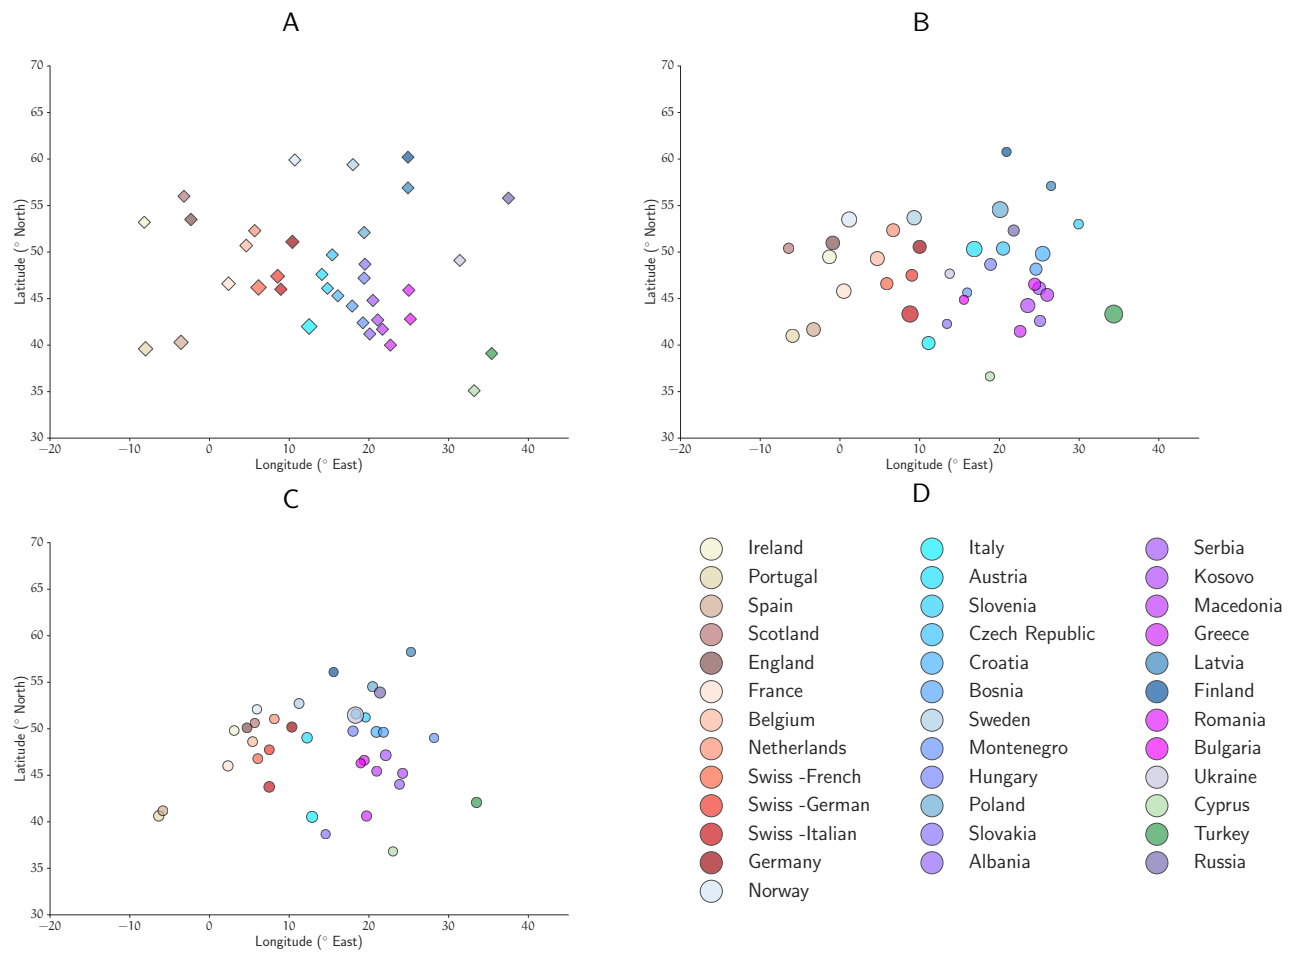 A
70
65
60
55
50
45
40
35
30
−20
−10
0
10
20
30
40
Latitude (° North)
Longitude (° East)
B
70
65
60
55
50
45
40
35
30
−20
−10
0
10
20
30
40
Latitude (° North)
Longitude (° East)
C
70
65
60
55
50
45
40
35
30
−20
−10
0
10
20
30
40
Latitude (° North)
Longitude (° East)
D
Ireland
Portugal
Spain
Scotland
England
France
Belgium
Netherlands
Swiss -French
Swiss -German
Swiss -Italian
Germany
Norway
Italy
Austria
Slovenia
Czech Republic
Croatia
Bosnia
Sweden
Montenegro
Hungary
Poland
Slovakia
Albania
Serbia
Kosovo
Macedonia
Greece
Latvia
Finland
Romania
Bulgaria
Ukraine
Cyprus
Turkey
Russia